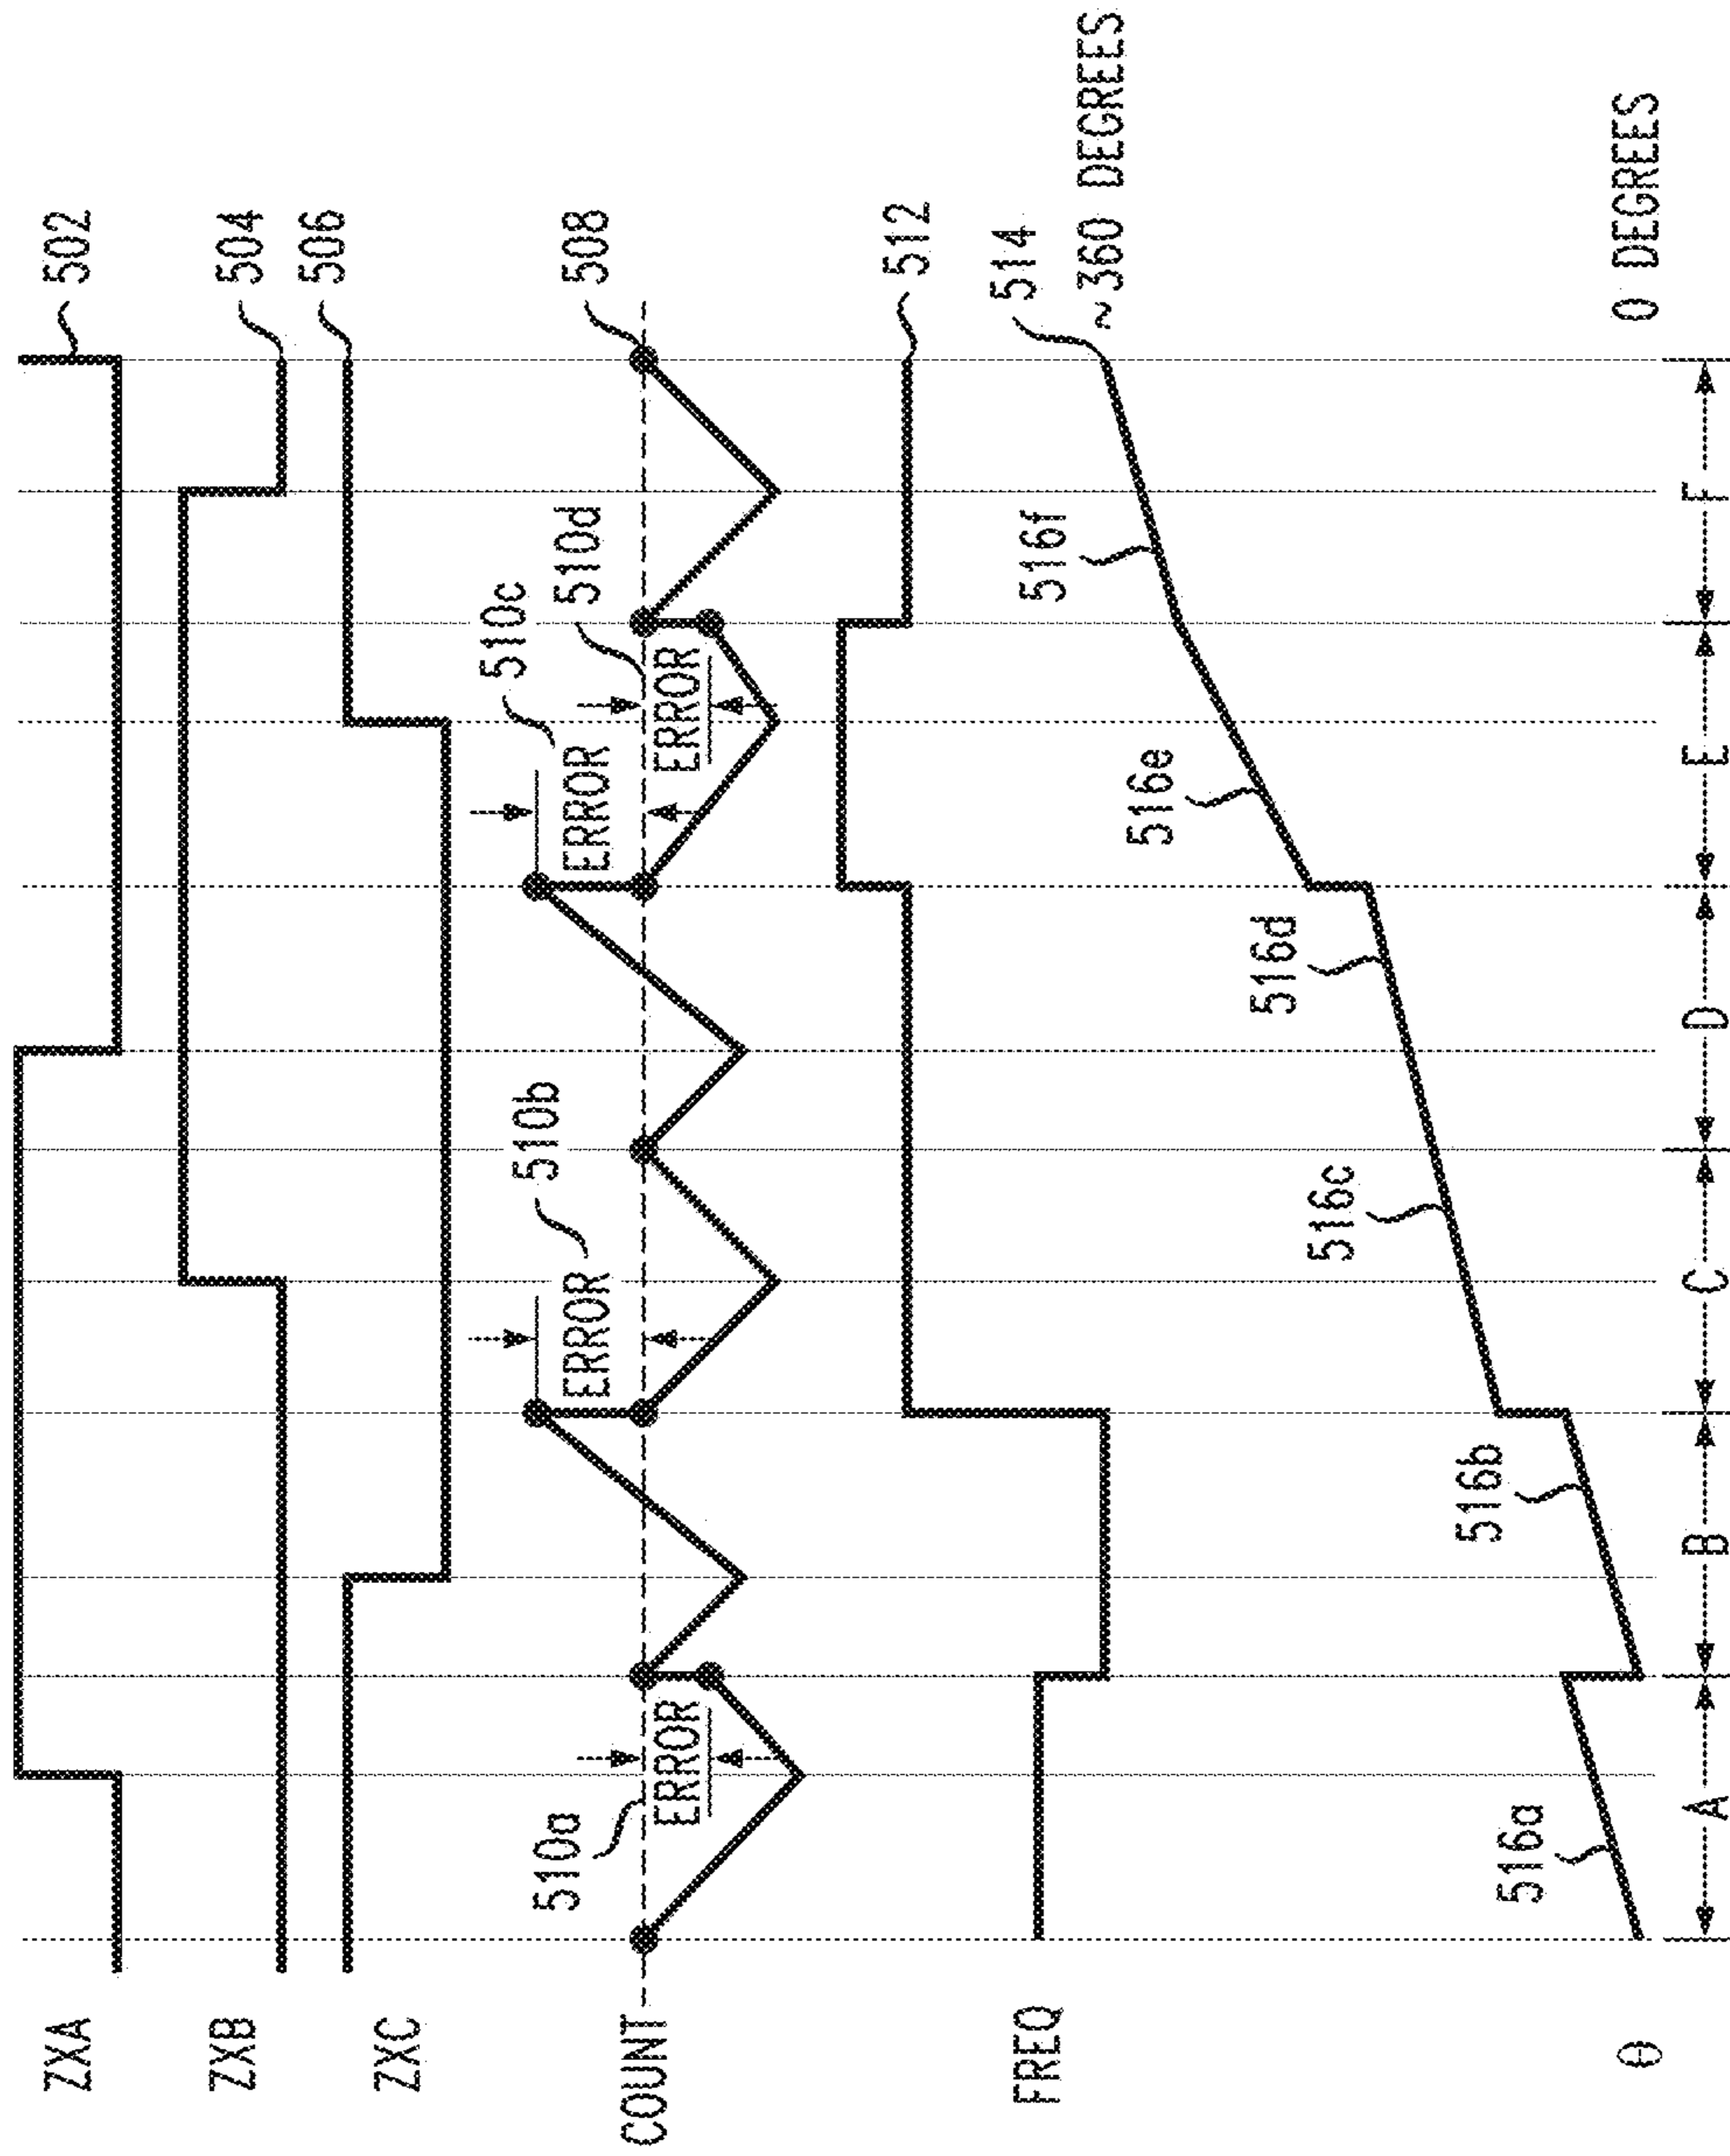 ZXA
502
ZXB
504
ZXC
506
COUNT
508
510a
ERROR
510b
ERROR
510c
ERROR
510d
ERROR
FREQ
512
514
~360 DEGREES
516a
516b
516c
516d
516e
516f
θ
0 DEGREES
A
B
C
D
E
F